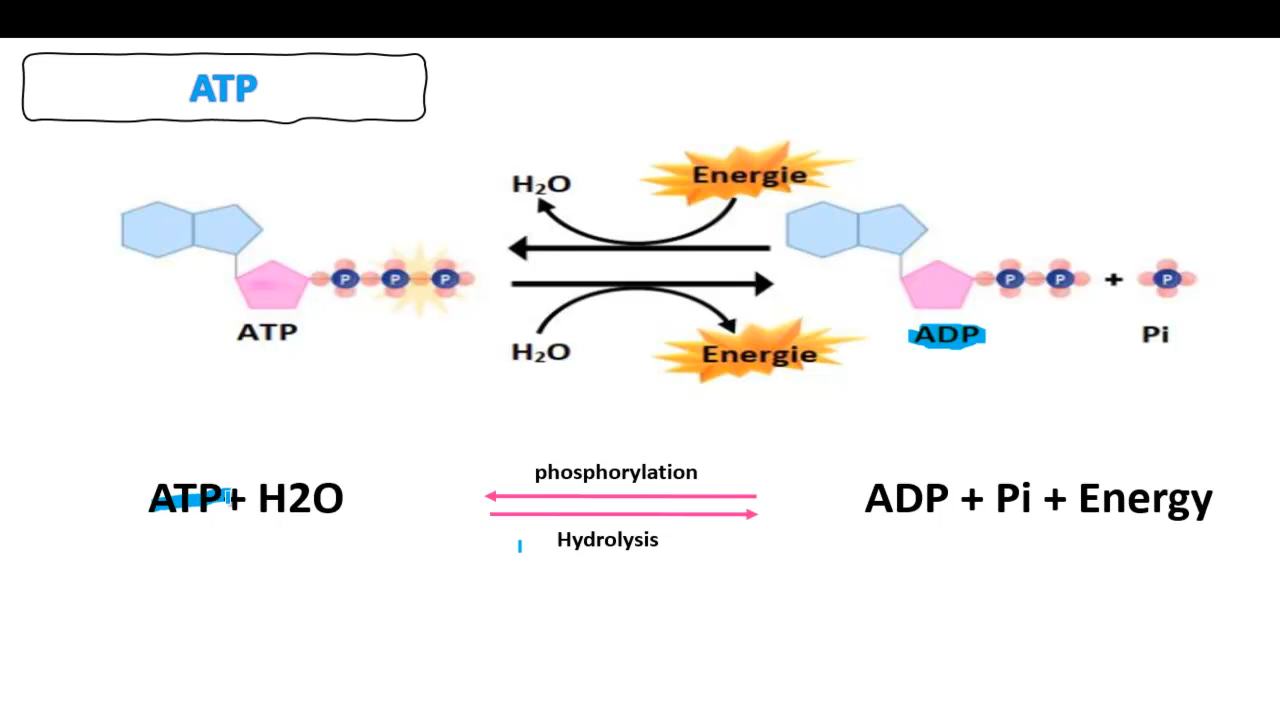 ATP
H₂O
Energie
P P P
P P + P
ATP
ADP
Pi
H₂O
Energie
phosphorylation
ATP + H2O
ADP + Pi + Energy
Hydrolysis